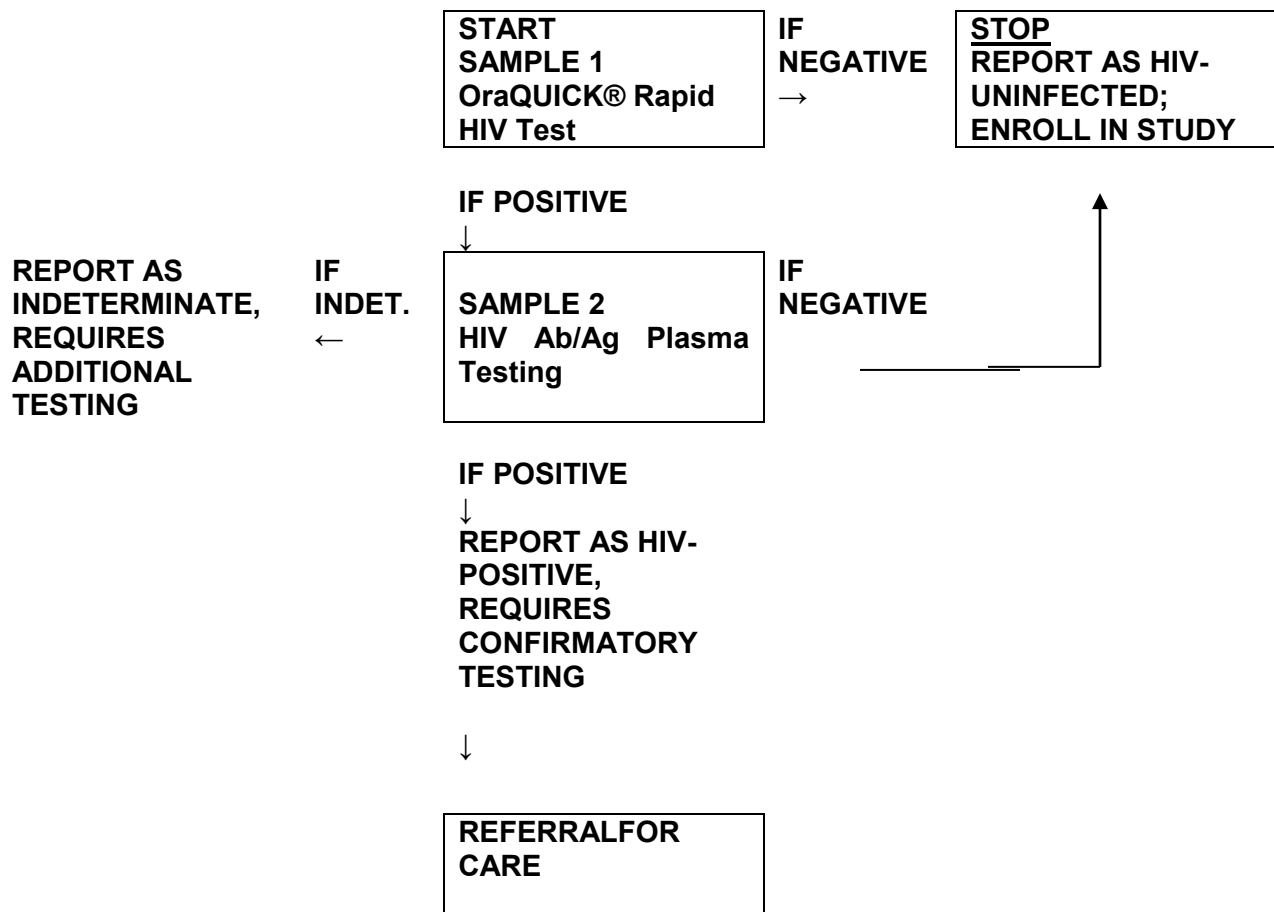 START
SAMPLE 1
OraQUICK® Rapid
HIV Test
IF
NEGATIVE
→
STOP
REPORT AS HIV-
UNINFECTED;
ENROLL IN STUDY
IF POSITIVE
↓
REPORT AS
INDETERMINATE,
REQUIRES
ADDITIONAL
TESTING
IF
INDET.
←
SAMPLE 2
HIV Ab/Ag Plasma
Testing
IF
NEGATIVE
IF POSITIVE
↓
REPORT AS HIV-
POSITIVE,
REQUIRES
CONFIRMATORY
TESTING
↓
REFERRALFOR
CARE